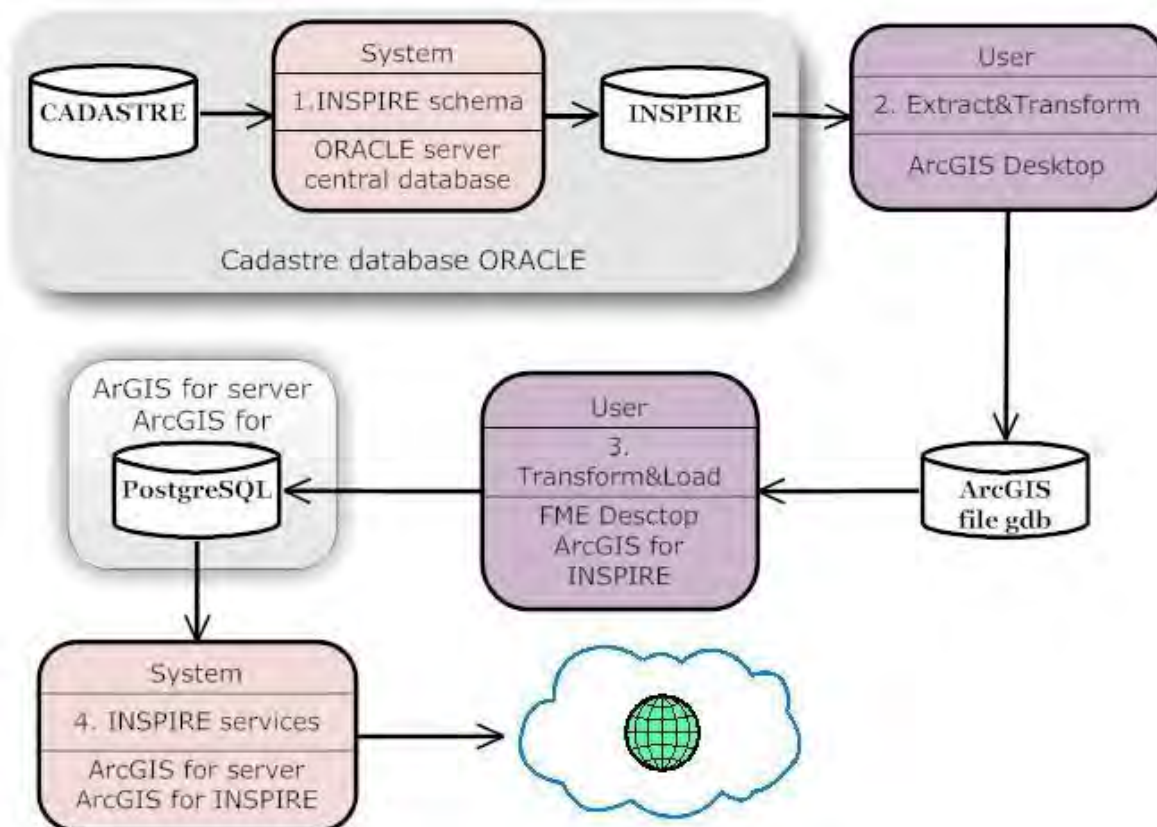 System
CADASTRE
1.INSPIRE schema
INSPIRE
ORACLE server
central database
Cadastre database ORACLE
User
2. Extract&Transform
ArcGIS Desktop
ArGIS for server
ArcGIS for
PostgreSQL
User
3.
Transform&Load
FME Desctop
ArcGIS for
INSPIRE
ArcGIS
file gdb
System
4. INSPIRE services
ArcGIS for server
ArcGIS for INSPIRE